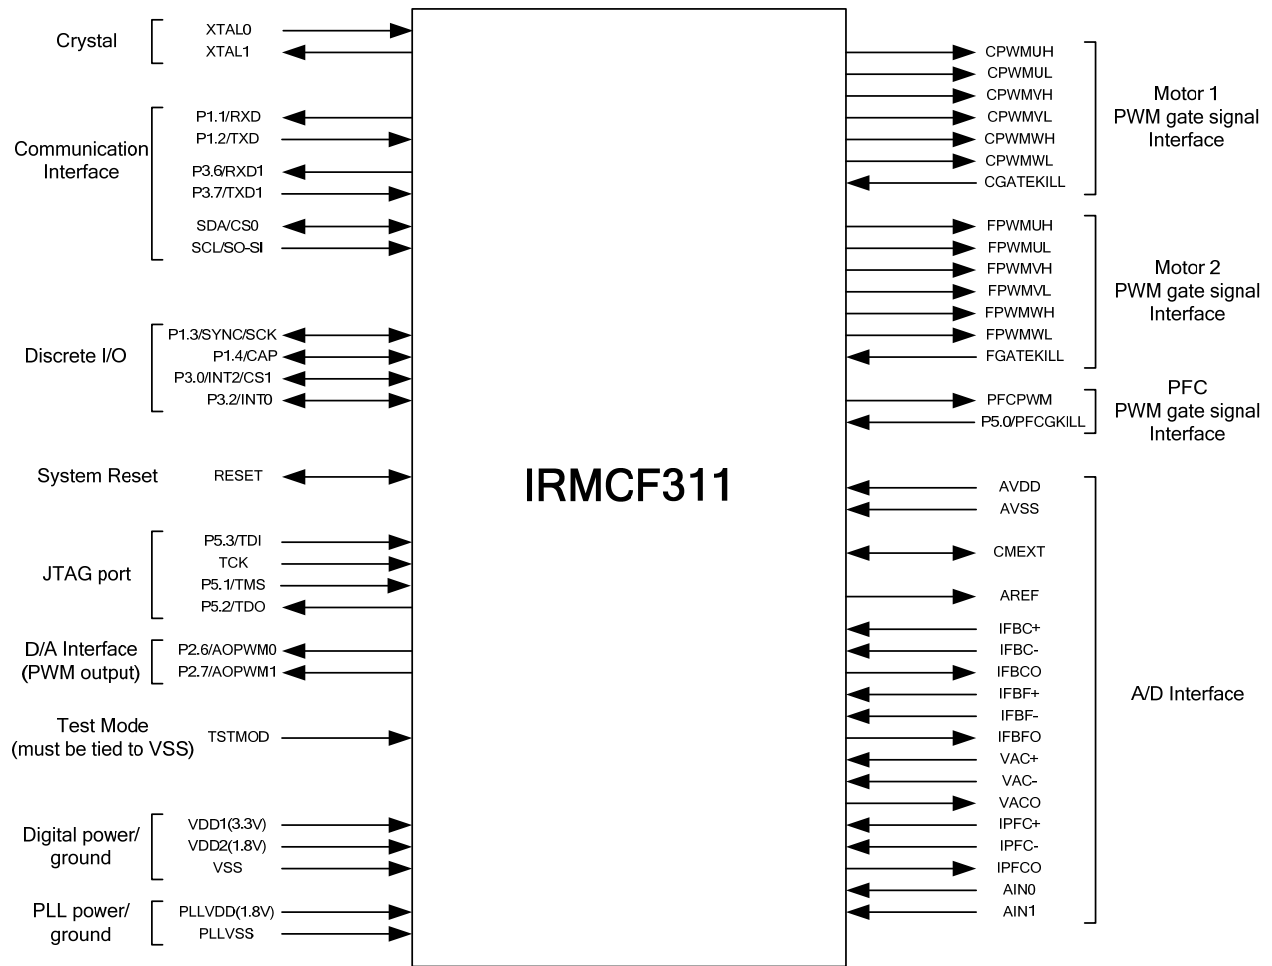 Crystal
XTAL0
XTAL1
Communication
Interface
P1.1/RXD
P1.2/TXD
P3.6/RXD1
P3.7/TXD1
SDA/CS0
SCL/SO-SI
Discrete I/O
P1.3/SYNC/SCK
P1.4/CAP
P3.0/INT2/CS1
P3.2/INT0
System Reset
RESET
JTAG port
P5.3/TDI
TCK
P5.1/TMS
P5.2/TDO
D/A Interface
(PWM output)
P2.6/AOPWM0
P2.7/AOPWM1
Test Mode
(must be tied to VSS)
TSTMOD
Digital power/
ground
VDD1(3.3V)
VDD2(1.8V)
VSS
PLL power/
ground
PLLVDD(1.8V)
PLLVSS
IRMCF311
CPWMUH
CPWMUL
CPWMVH
CPWMVL
CPWMWH
CPWMWL
CGATEKILL
Motor 1
PWM gate signal
Interface
FPWMUH
FPWMUL
FPWMVH
FPWMVL
FPWMWH
FPWMWL
FGATEKILL
Motor 2
PWM gate signal
Interface
PFCPWM
P5.0/PFCGKILL
PFC
PWM gate signal
Interface
AVDD
AVSS
CMEXT
AREF
IFBC+
IFBC-
IFBCO
IFBF+
IFBF-
IFBFO
VAC+
VAC-
VACO
IPFC+
IPFC-
IPFCO
AIN0
AIN1
A/D Interface